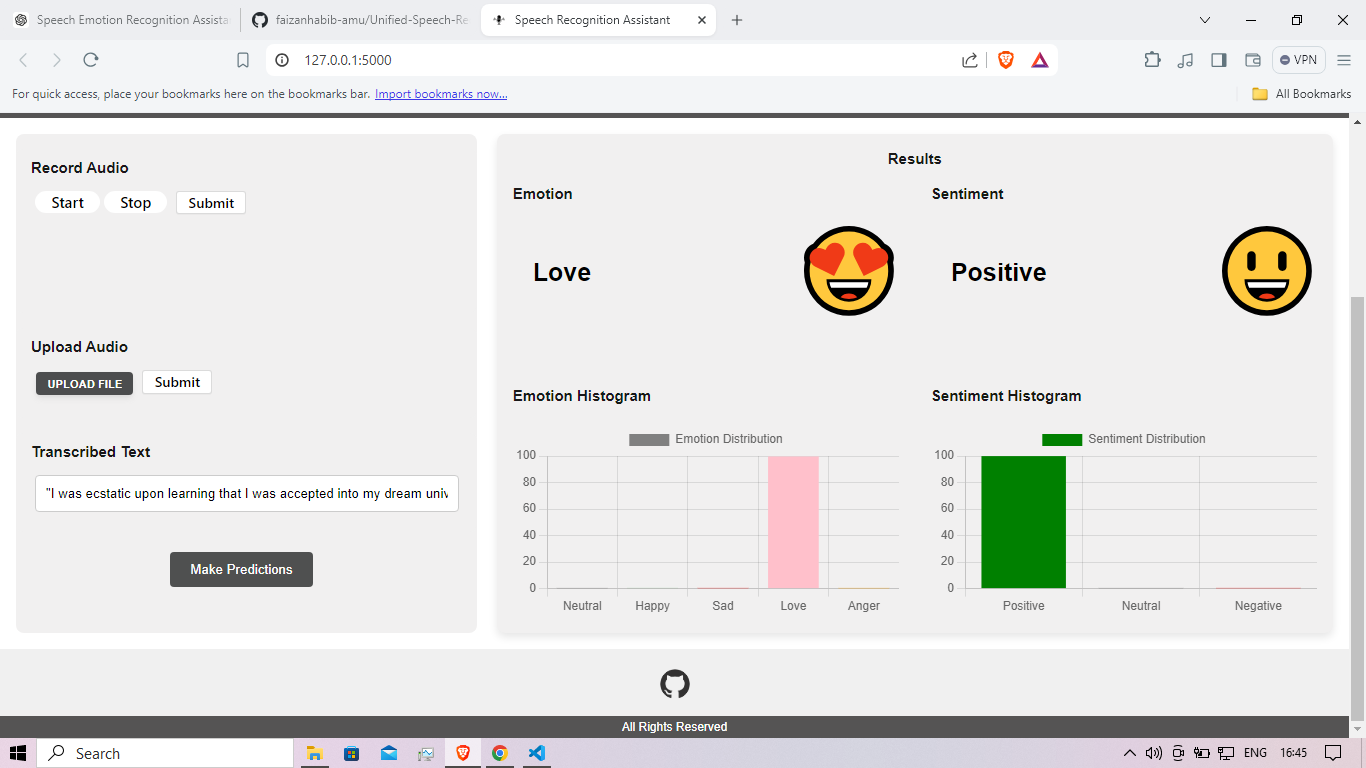 Speech Emotion Recognition Assista
faizanhabib-amu/Unified-Speech-Re
Speech Recognition Assistant
127.0.0.1:5000
VPN
For quick access, place your bookmarks here on the bookmarks bar. Import bookmarks now...
All Bookmarks
Record Audio
Start Stop Submit
Upload Audio
UPLOAD FILE Submit
Transcribed Text
"I was ecstatic upon learning that I was accepted into my dream univ
Make Predictions
Results
Emotion
Love
Sentiment
Positive
Emotion Histogram
Emotion Distribution
100
80
60
40
20
0
Neutral Happy Sad Love Anger
Sentiment Histogram
Sentiment Distribution
100
80
60
40
20
0
Positive Neutral Negative
All Rights Reserved
Search
ENG 16:45